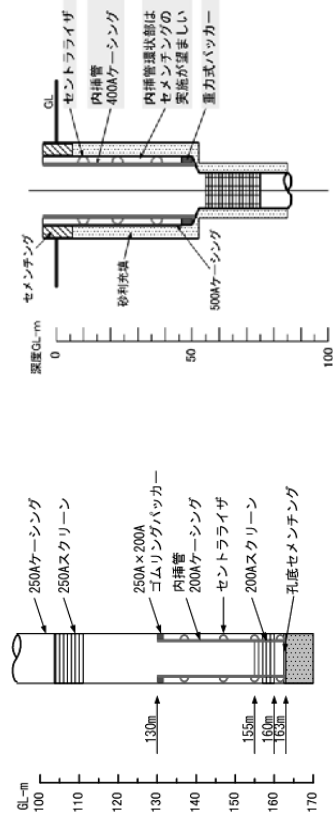 深度GL-m
0
50
100
GL
セメンチング
砂利充填
500Aケーシング
セントラライザ
内挿管
400Aケーシング
内挿管環状部は
セメンチングの
実施が望ましい
重力式パッカー
GL-m
100
110
120
130
140
150
160
170
130m
155m
160m
163m
250Aケーシング
250Aスクリーン
250A×200A
ゴムリングパッカー
内挿管
200Aケーシング
セントラライザ
200Aスクリーン
孔底セメンチング